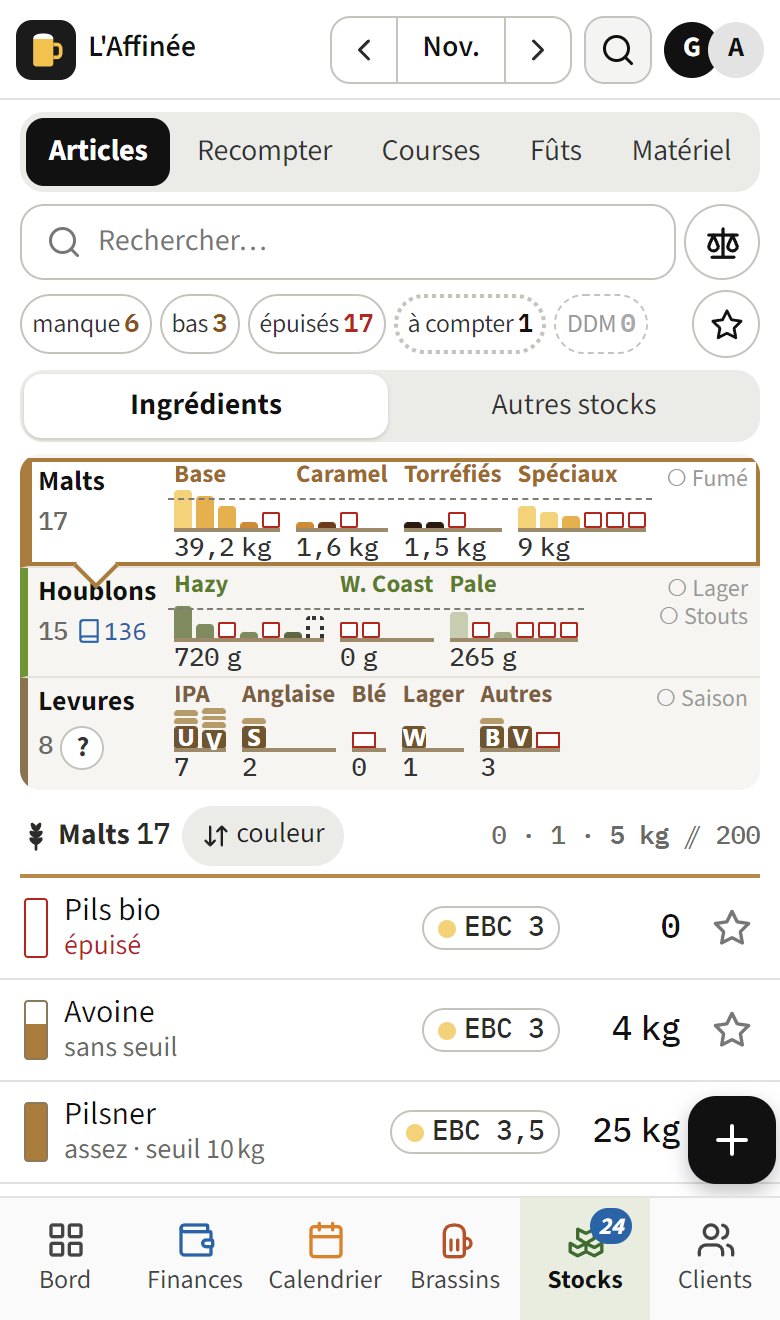 L'Affinée
Nov.
G A
Articles Recompter Courses Fûts Matériel
Rechercher…
manque 6 bas 3 épuisés 17 à compter 1 DDM 0
Ingrédients Autres stocks
Malts Base Caramel Torréfiés Spéciaux Fumé
17
39,2 kg 1,6 kg 1,5 kg 9 kg
Houblons Hazy W. Coast Pale Lager
15 136 Stouts
720 g 0 g 265 g
Levures IPA Anglaise Blé Lager Autres Saison
8 ? U V S W B V
7 2 0 1 3
Malts 17 couleur 0 · 1 · 5 kg // 200
Pils bio EBC 3 0
épuisé
Avoine EBC 3 4 kg
sans seuil
Pilsner EBC 3,5 25 kg
assez · seuil 10 kg
24
Bord Finances Calendrier Brassins Stocks Clients